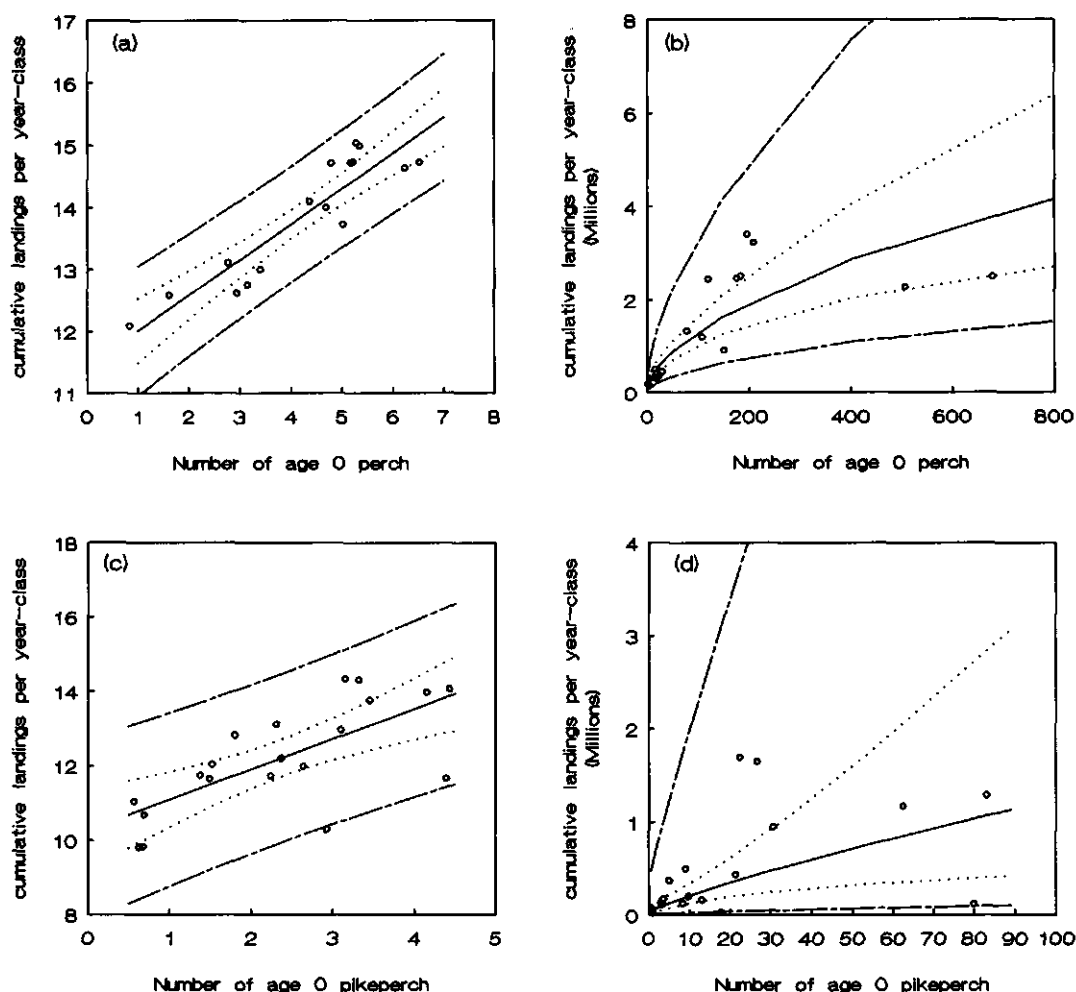 (a)
cumulative landings per year-class
17
16
15
14
13
12
11
0 1 2 3 4 5 6 7 8
Number of age 0 perch
(b)
cumulative landings per year-class
(Millions)
8
6
4
2
0
0 200 400 600 800
Number of age 0 perch
(c)
cumulative landings per year-class
18
16
14
12
10
8
0 1 2 3 4 5
Number of age 0 pikeperch
(d)
cumulative landings per year-class
(Millions)
4
3
2
1
0
0 10 20 30 40 50 60 70 80 90 100
Number of age 0 pikeperch